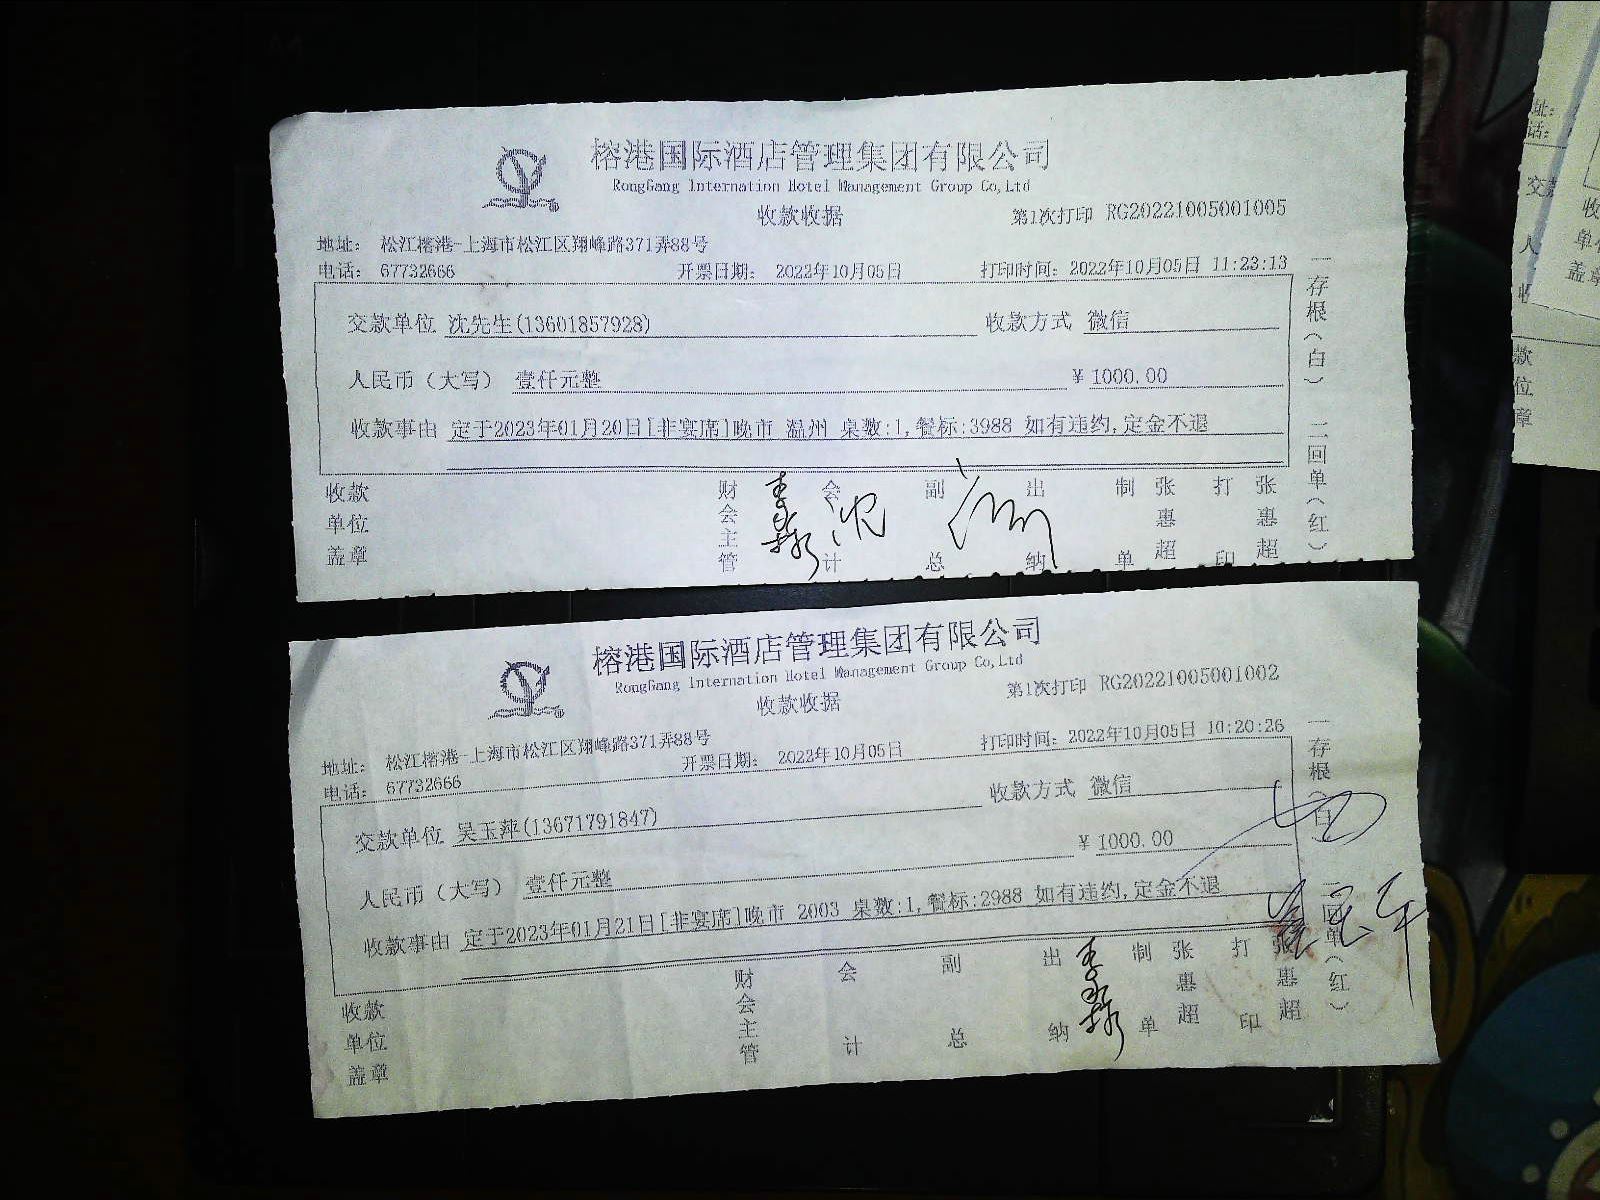 榕港国际酒店管理集团有限公司
RongGang Internation Hotel Management Group Co,Ltd
收款收据
第1次打印 RG20221005001005
地址： 松江榕港-上海市松江区翔峰路371弄88号
电话： 67732666 开票日期： 2022年10月05日 打印时间：2022年10月05日 11:23:13
交款单位 沈先生(13601857928) 收款方式 微信
人民币（大写） 壹仟元整 ¥ 1000.00
收款事由 定于2023年01月20日[非宴席]晚市 温州 桌数:1,餐标:3988 如有违约,定金不退
收款单位盖章 财会主管 会计 副总 出纳 制单 张惠超 打印 张惠超
一存根（白） 二回单（红）
榕港国际酒店管理集团有限公司
RongGang Internation Hotel Management Group Co,Ltd
收款收据
第1次打印 RG20221005001002
地址： 松江榕港-上海市松江区翔峰路371弄88号
电话： 67732666 开票日期： 2022年10月05日 打印时间：2022年10月05日 10:20:26
交款单位 吴玉萍(13671791847) 收款方式 微信
人民币（大写） 壹仟元整 ¥ 1000.00
收款事由 定于2023年01月21日[非宴席]晚市 2003 桌数:1,餐标:2988 如有违约,定金不退
收款单位盖章 财会主管 会计 副总 出纳 制单 张惠超 打印 张惠超
一存根（白） 二回单（红）